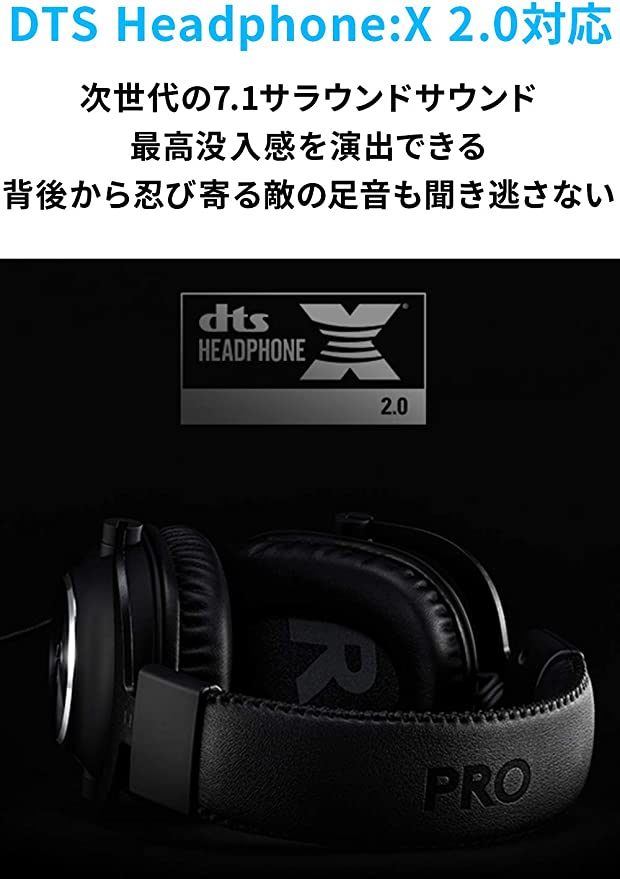 DTS Headphone:X 2.0対応
次世代の7.1サラウンドサウンド
最高没入感を演出できる
背後から忍び寄る敵の足音も聞き逃さない
dts
HEADPHONE X®
2.0
R
PRO